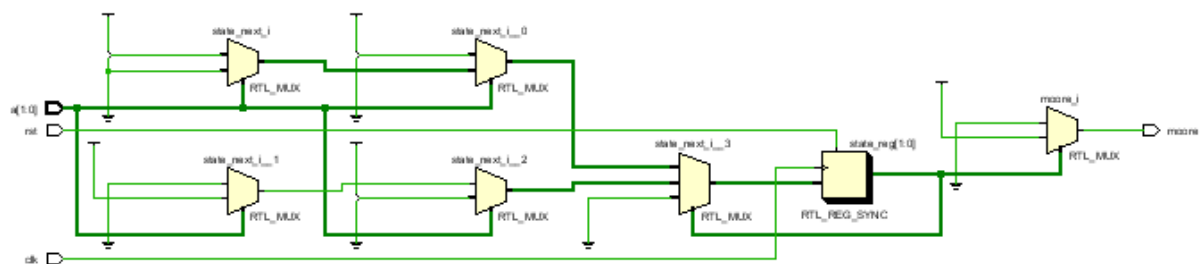 state_next_i
state_next_i__0
RTL_MUX
RTL_MUX
a[1:0]
rst
moore_i
state_next_i__1
state_next_i__2
state_next_i__3
state_reg[1:0]
moore
RTL_MUX
RTL_MUX
RTL_MUX
RTL_MUX
RTL_REG_SYNC
clk